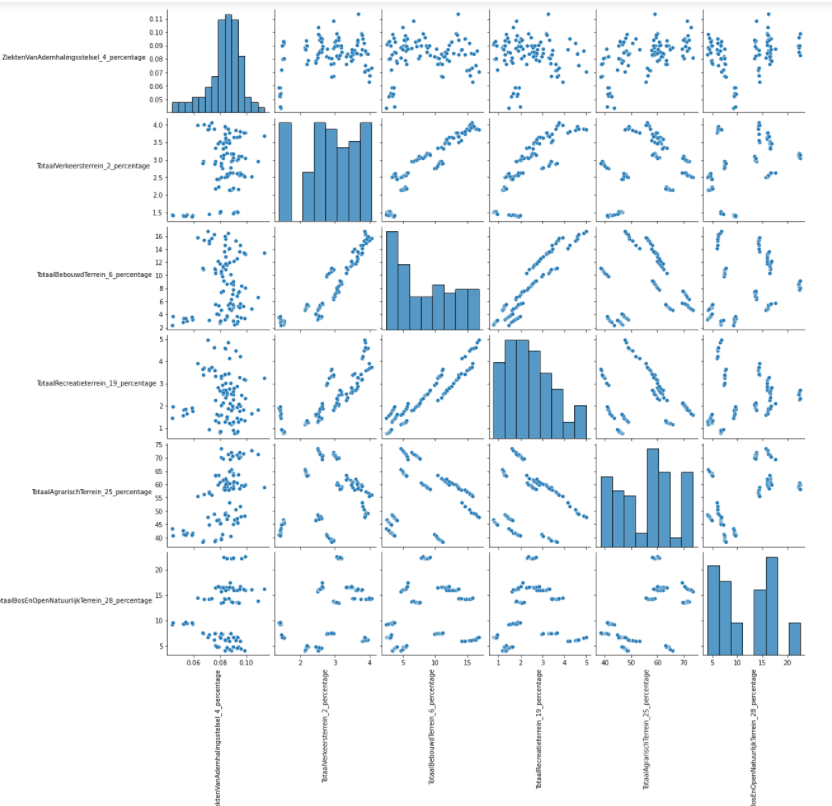 0.11
0.10
0.09
ZiektenVanAdemhalingsstelsel_4_percentage
0.08
0.07
0.06
0.05
4.0
3.5
3.0
TotaalVerkeersterrein_2_percentage
2.5
2.0
1.5
16
14
12
TotaalBebouwdTerrein_6_percentage
10
8
6
4
2
5
4
TotaalRecreatieterrein_19_percentage
3
2
1
75
70
65
60
TotaalAgrarischTerrein_25_percentage
55
50
45
40
20
15
otaalBosEnOpenNatuurlijkTerrein_28_percentage
10
5
0.06 0.08 0.10 2 3 4 5 10 15 1 2 3 4 5 40 50 60 70 5 10 15 20
ektenVanAdemhalingsstelsel_4_percentage
TotaalVerkeersterrein_2_percentage
TotaalBebouwdTerrein_6_percentage
TotaalRecreatieterrein_19_percentage
TotaalAgrarischTerrein_25_percentage
BosEnOpenNatuurlijkTerrein_28_percentage